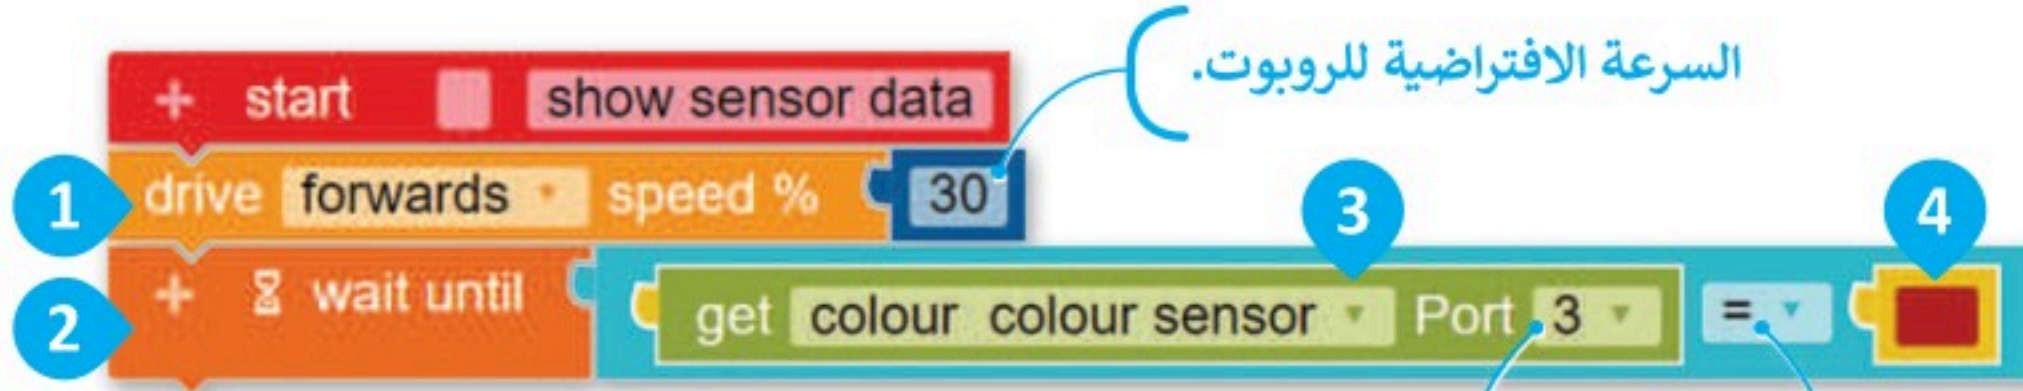 السرعة الافتراضية للروبوت.
+ start show sensor data
1 drive forwards speed % 30
2 + wait until get colour colour sensor Port 3 = 
3
4